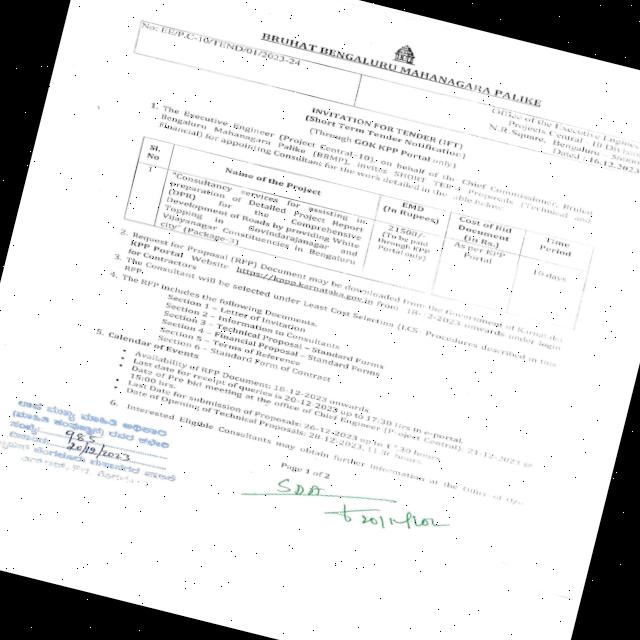 BRUHAT BENGALURU MAHANAGARA PALIKE
No: EE/P.C-10/TEND/01/2023-24
Office of the Executive Engineer
Projects Central 10 Di
N.R Square, Bengaluru
Dated: 16.12.2023
INVITATION FOR TENDER (IFT)
(Short Term Tender Notification)
(Through GOK KPP Portal only)
1. The Executive Engineer (Project Central-10), on behalf of the Chief Commissioner, Bruhat
Bengaluru Mahanagara Palike (BBMP), invites SHORT TERM Proposals (Technical and
Financial) for appointing Consultant for the work detailed in the table below.
Sl. No
Name of the Project
EMD (In Rupees)
Cost of Bid Document (in Rs.)
Time Period
1
"Consultancy services for assisting in
preparation of Detailed Project Report
(DPR) for the Comprehensive
Development of Roads by providing White
Topping in Govindarajanagar and
Vijayanagar Constituencies in Bengaluru
city" (Package-3)
21500/-
(To be paid
through KPP
Portal only)
As per KPP
Portal
10 days
2. Request for Proposal (RFP) Document may be downloaded from the Government of Karnataka
KPP Portal Website https://kppp.karnataka.gov.in from 18-12-2023 onwards under login
for Contractors
3. The Consultant will be selected under Least Cost Selection (LCS) Procedures described in this
RFP.
4. The RFP includes the following Documents.
Section 1 – Letter of Invitation
Section 2 – Information to Consultants
Section 3 – Technical Proposal – Standard Forms
Section 4 – Financial Proposal – Standard Forms
Section 5 – Terms of Reference
Section 6 – Standard Form of Contract
5. Calendar of Events
• Availability of RFP Document: 18-12-2023 onwards
• Last date for receipt of queries is 20-12-2023 up to 17:30 hrs in e-portal.
• Date of Pre bid meeting at the office of Chief Engineer (Project Central), 21-12-2023 at
15:00 hrs.
• Last Date for submission of Proposals: 26-12-2023 up to 17:30 hours.
• Date of Opening of Technical Proposals: 28-12-2023, 11.30 hours.
6. Interested Eligible Consultants may obtain further information at the Office of the
Page 1 of 2
985
20/12/2023
SDA